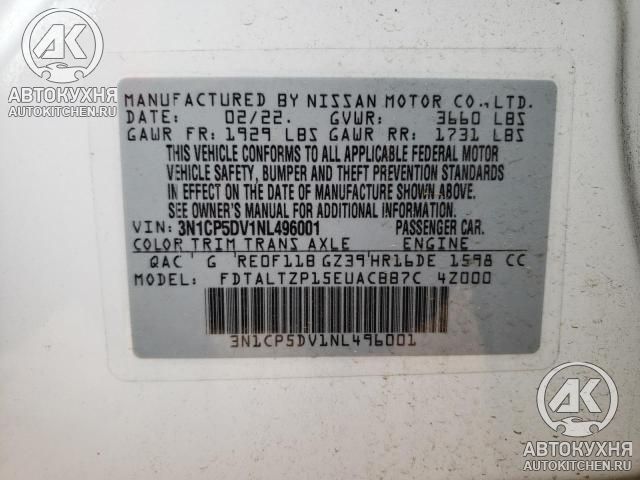 АК
АВТОКУХНЯ
AUTOKITCHEN.RU
MANUFACTURED BY NISSAN MOTOR CO.,LTD.
DATE: 02/22. GVWR: 3660 LBS
GAWR FR: 1929 LBS GAWR RR: 1731 LBS
THIS VEHICLE CONFORMS TO ALL APPLICABLE FEDERAL MOTOR
VEHICLE SAFETY, BUMPER AND THEFT PREVENTION STANDARDS
IN EFFECT ON THE DATE OF MANUFACTURE SHOWN ABOVE.
SEE OWNER'S MANUAL FOR ADDITIONAL INFORMATION.
VIN: 3N1CP5DV1NL496001 PASSENGER CAR.
COLOR TRIM TRANS AXLE ENGINE
QAC G RE0F11B GZ39 HR16DE 1598 CC
MODEL: FDTALTZP15EUACBB7C 4Z000
3N1CP5DV1NL496001
АК
АВТОКУХНЯ
AUTOKITCHEN.RU